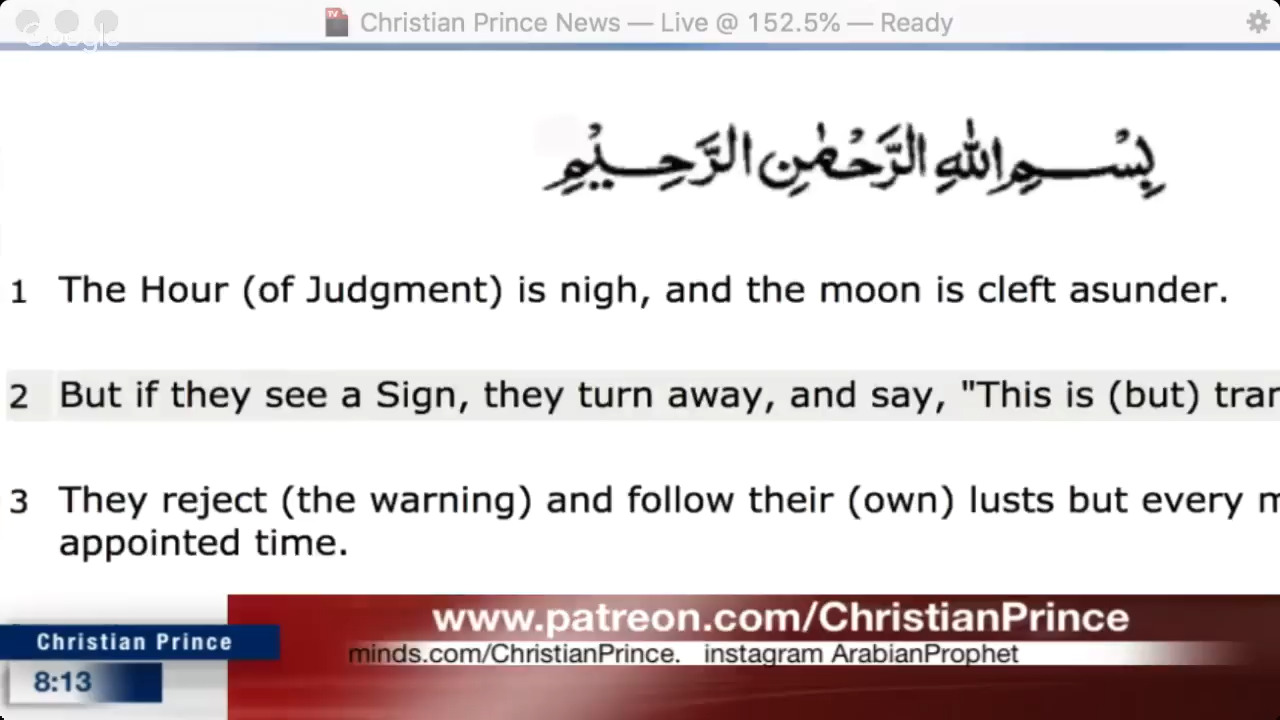 Christian Prince News — Live @ 152.5% — Ready
Google
بِسْمِ اللهِ الرَّحْمٰنِ الرَّحِيْمِ
1 The Hour (of Judgment) is nigh, and the moon is cleft asunder.
2 But if they see a Sign, they turn away, and say, "This is (but)
3 They reject (the warning) and follow their (own) lusts but every
appointed time.
www.patreon.com/ChristianPrince
Christian Prince
minds.com/ChristianPrince. instagram ArabianProphet
8:13